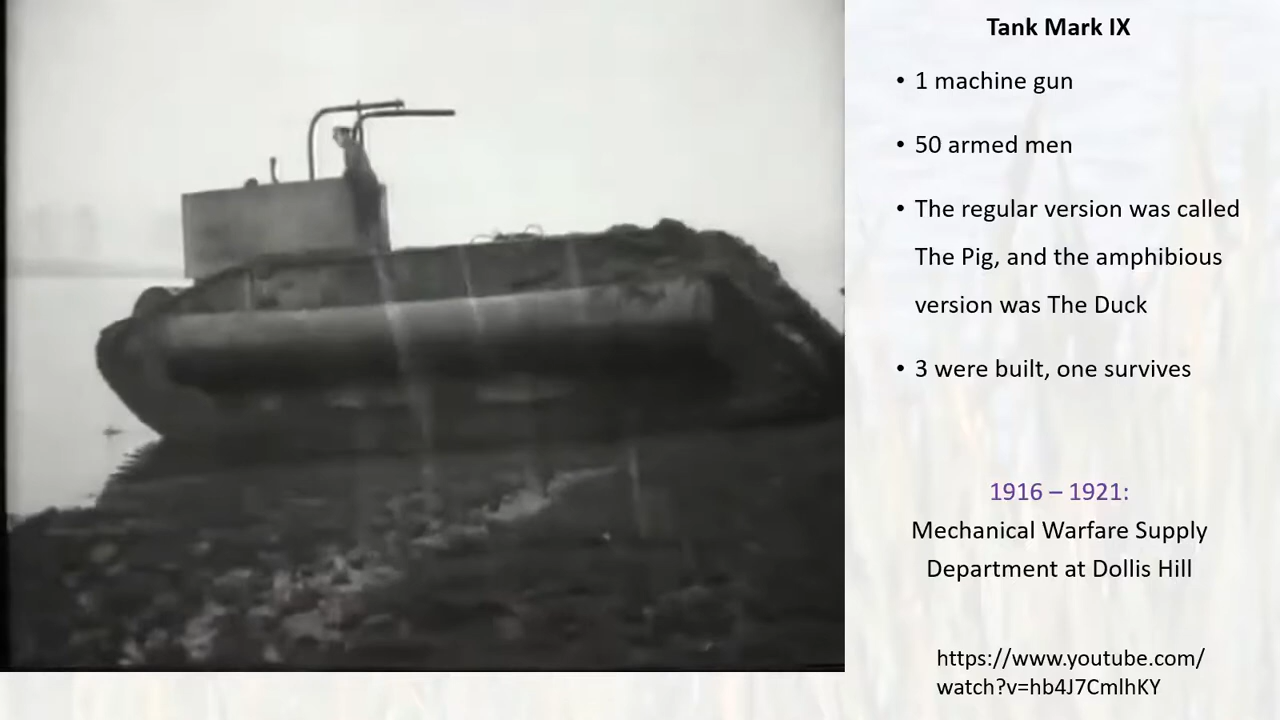 Tank Mark IX
• 1 machine gun
• 50 armed men
• The regular version was called
The Pig, and the amphibious
version was The Duck
• 3 were built, one survives
1916 – 1921:
Mechanical Warfare Supply
Department at Dollis Hill
https://www.youtube.com/
watch?v=hb4J7CmlhKY